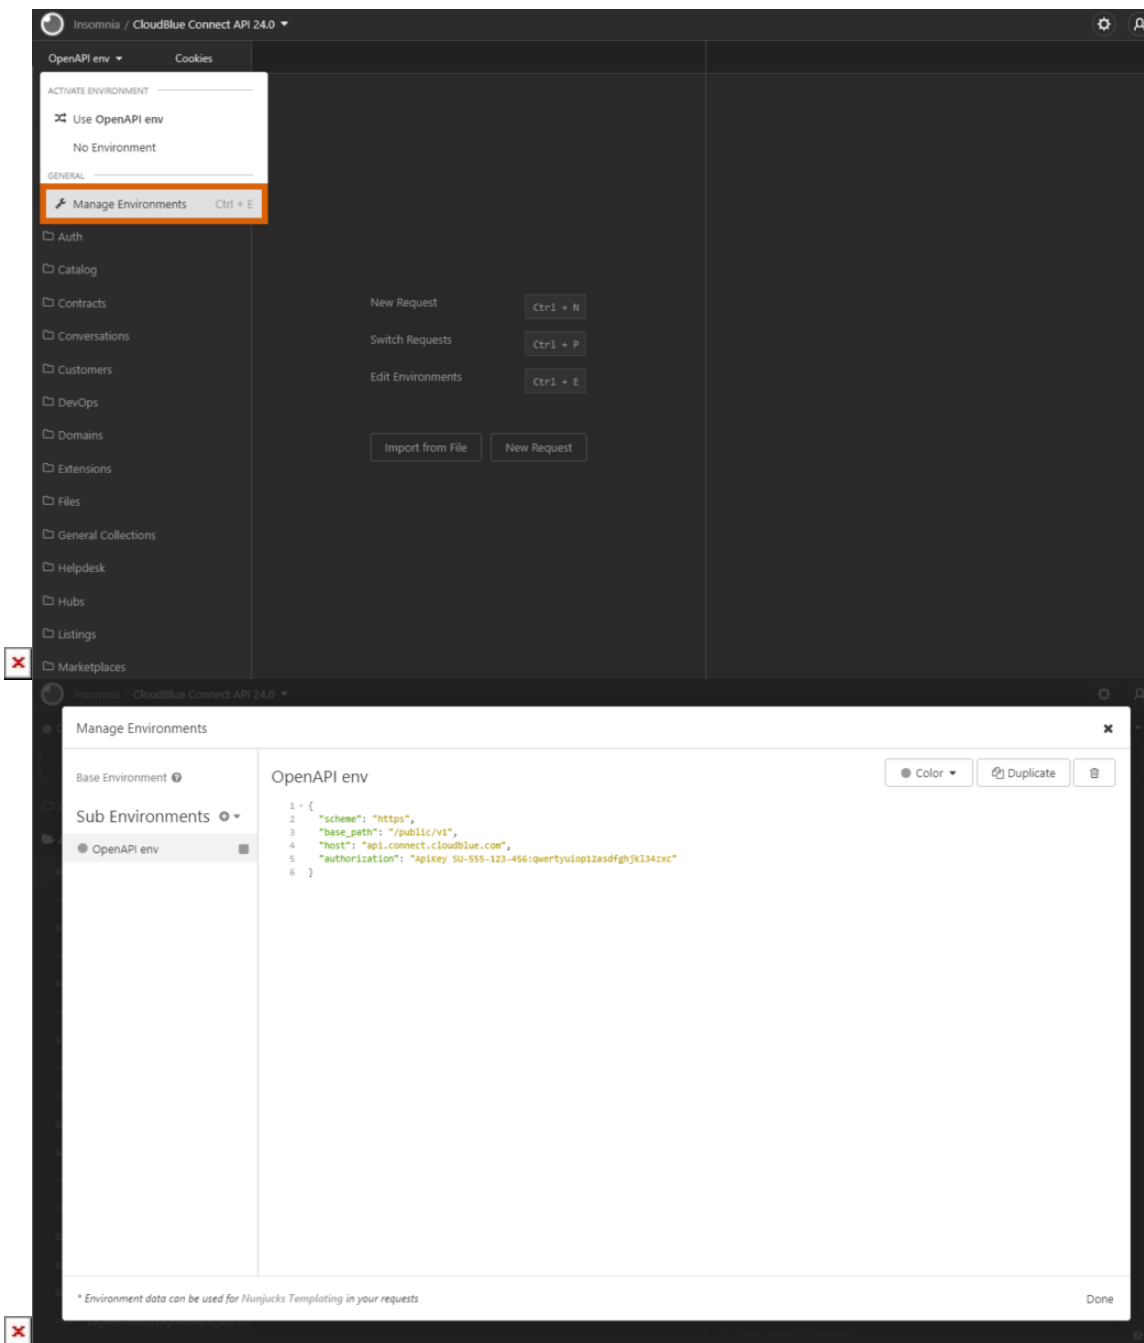 Insomnia / CloudBlue Connect API 24.0
OpenAPI env Cookies
ACTIVATE ENVIRONMENT
Use OpenAPI env
No Environment
GENERAL
Manage Environments Ctrl + E
Auth
Catalog
Contracts
Conversations
Customers
DevOps
Domains
Extensions
Files
General Collections
Helpdesk
Hubs
Listings
Marketplaces
New Request Ctrl + N
Switch Requests Ctrl + P
Edit Environments Ctrl + E
Import from File New Request
Insomnia / CloudBlue Connect API 24.0
Manage Environments
Base Environment
Sub Environments
OpenAPI env
OpenAPI env
Color Duplicate
1 {
2 "scheme": "https",
3 "base_path": "/public/v1",
4 "host": "api.connect.cloudblue.com",
5 "authorization": "ApiKey SU-555-123-456:qwertyuiop12asdfghjkl34zxc"
6 }
* Environment data can be used for Nunjucks Templating in your requests
Done